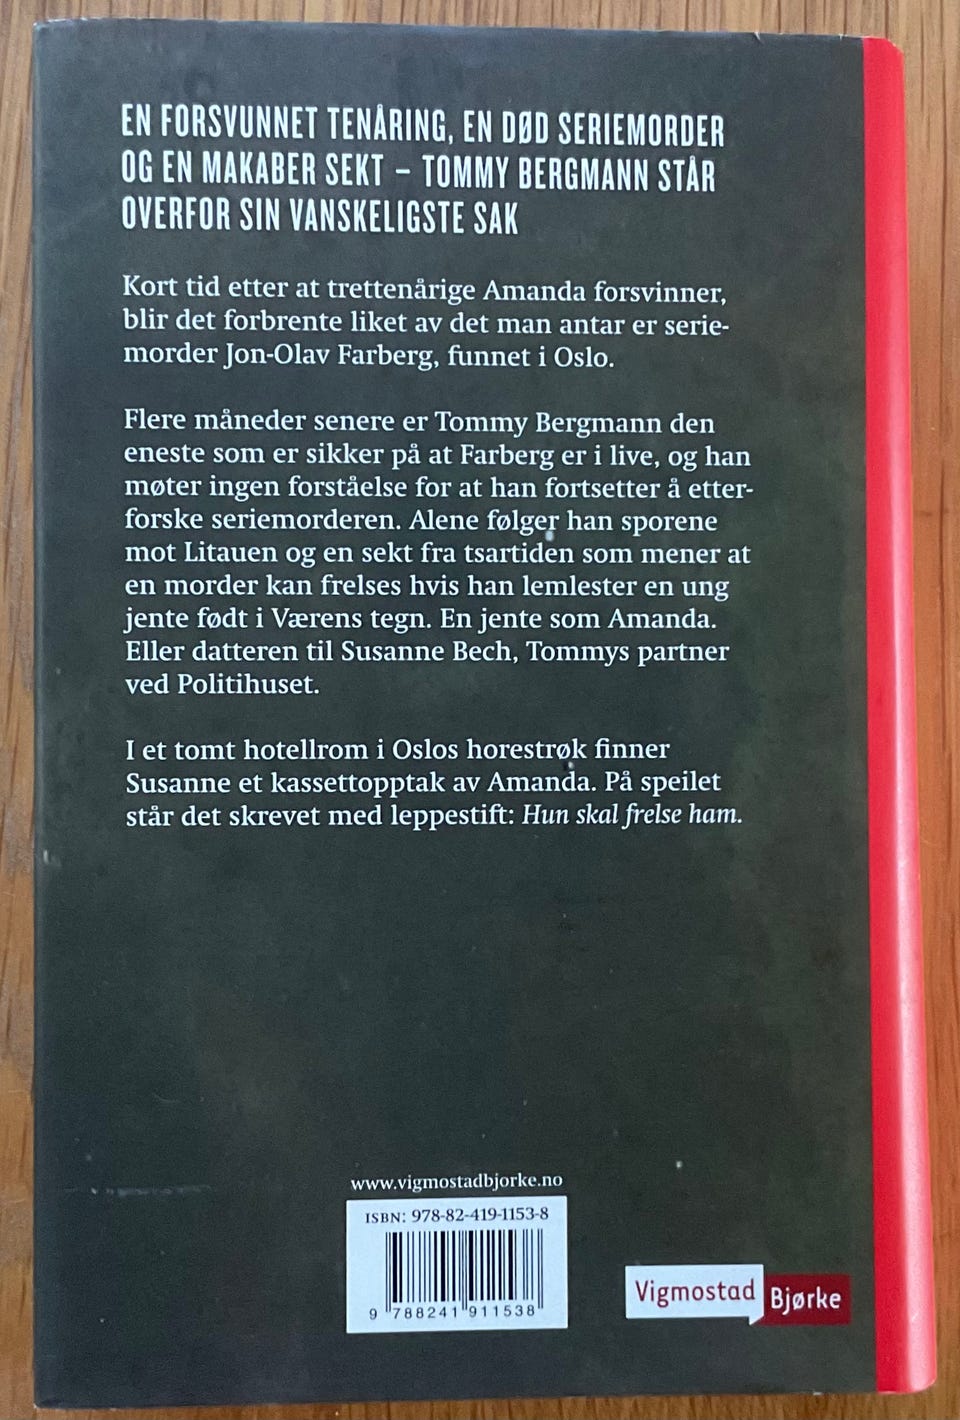 EN FORSVUNNET TENÅRING, EN DØD SERIEMORDER
OG EN MAKABER SEKT – TOMMY BERGMANN STÅR
OVERFOR SIN VANSKELIGSTE SAK
Kort tid etter at trettenårige Amanda forsvinner,
blir det forbrente liket av det man antar er serie-
morder Jon-Olav Farberg, funnet i Oslo.
Flere måneder senere er Tommy Bergmann den
eneste som er sikker på at Farberg er i live, og han
møter ingen forståelse for at han fortsetter å etter-
forske seriemorderen. Alene følger han sporene
mot Litauen og en sekt fra tsartiden som mener at
en morder kan frelses hvis han lemlester en ung
jente født i Værens tegn. En jente som Amanda.
Eller datteren til Susanne Bech, Tommys partner
ved Politihuset.
I et tomt hotellrom i Oslos horestrøk finner
Susanne et kassettopptak av Amanda. På speilet
står det skrevet med leppestift: Hun skal frelse ham.
www.vigmostadbjorke.no
ISBN: 978-82-419-1153-8
9 788241 911538
Vigmostad
Bjørke